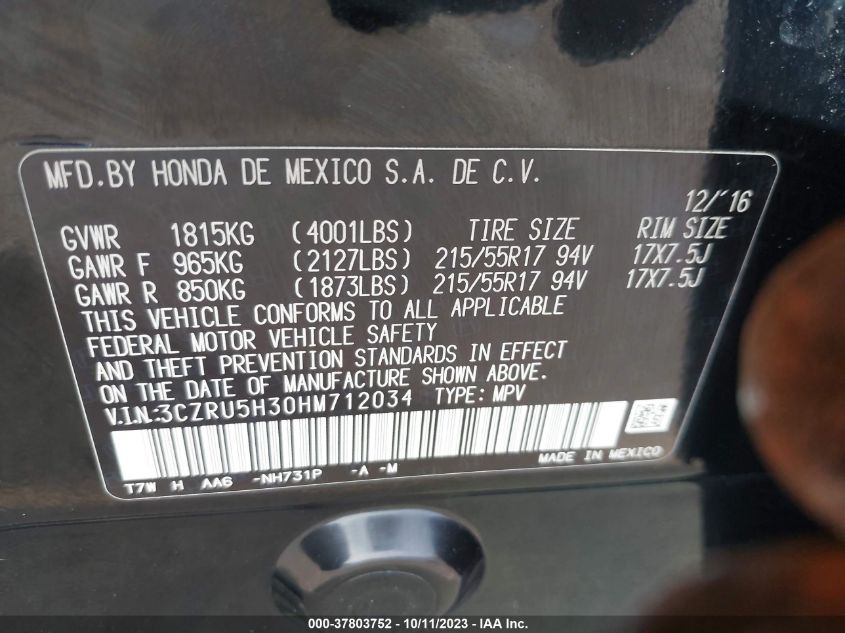 MFD.BY HONDA DE MEXICO S.A. DE C.V.
12/'16
GVWR 1815KG (4001LBS) TIRE SIZE RIM SIZE
GAWR F 965KG (2127LBS) 215/55R17 94V 17X7.5J
GAWR R 850KG (1873LBS) 215/55R17 94V 17X7.5J
THIS VEHICLE CONFORMS TO ALL APPLICABLE
FEDERAL MOTOR VEHICLE SAFETY
AND THEFT PREVENTION STANDARDS IN EFFECT
ON THE DATE OF MANUFACTURE SHOWN ABOVE.
V.I.N:3CZRU5H30HM712034 TYPE: MPV
MADE IN MEXICO
T7W H AA6 -NH731P -A -M
000-37803752 - 10/11/2023 - IAA Inc.